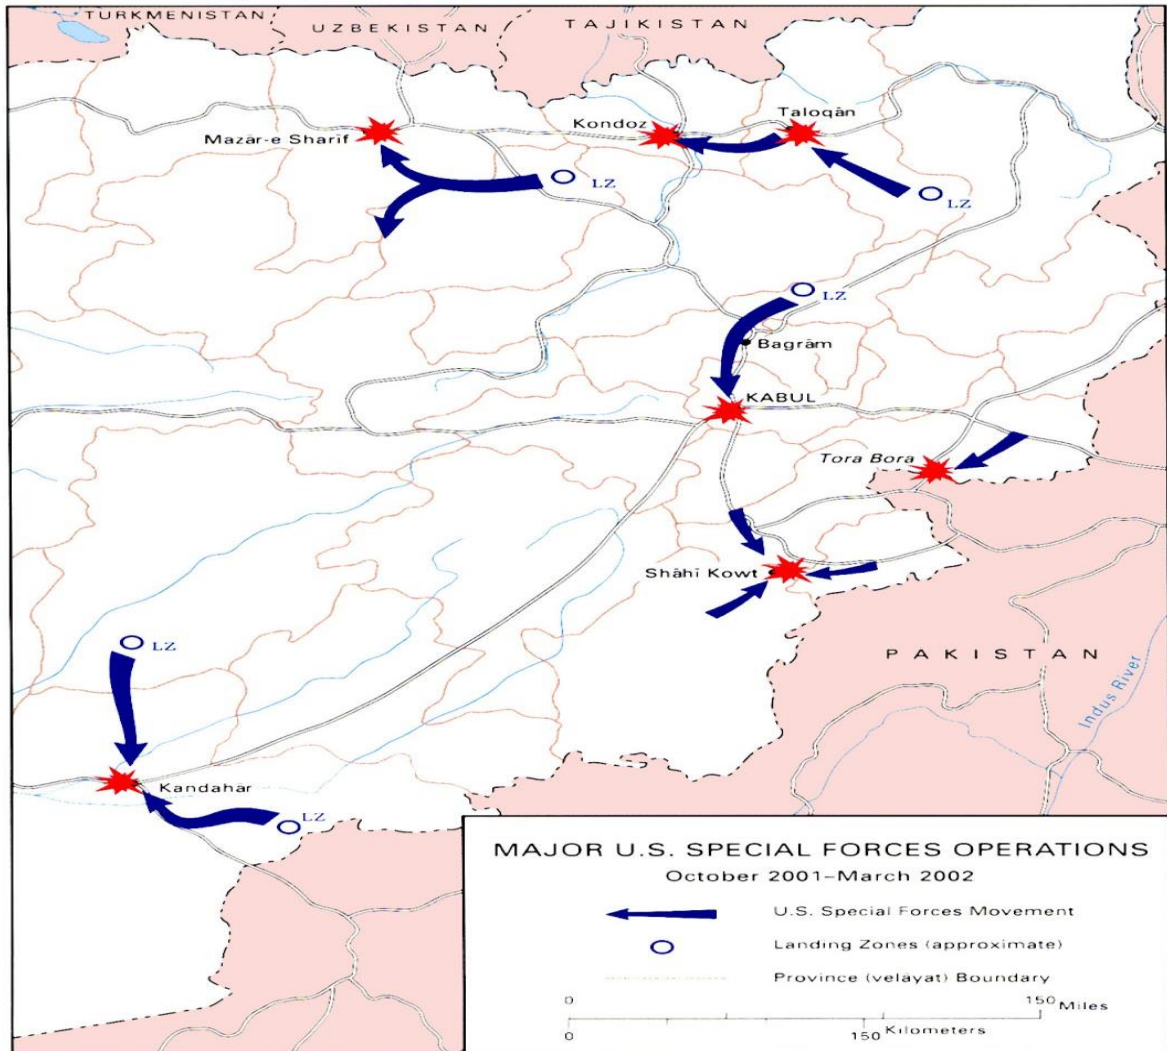 TURKMENISTAN
UZBEKISTAN
TAJIKISTAN
Taloqān
Kondoz
Mazār-e Sharīf
LZ
LZ
LZ
Bagrām
KABUL
Tora Bora
Shāhī Kowt
LZ
PAKISTAN
Indus River
Kandahār
LZ
MAJOR U.S. SPECIAL FORCES OPERATIONS
October 2001–March 2002
U.S. Special Forces Movement
Landing Zones (approximate)
Province (velāyat) Boundary
0 150 Miles
0 150 Kilometers